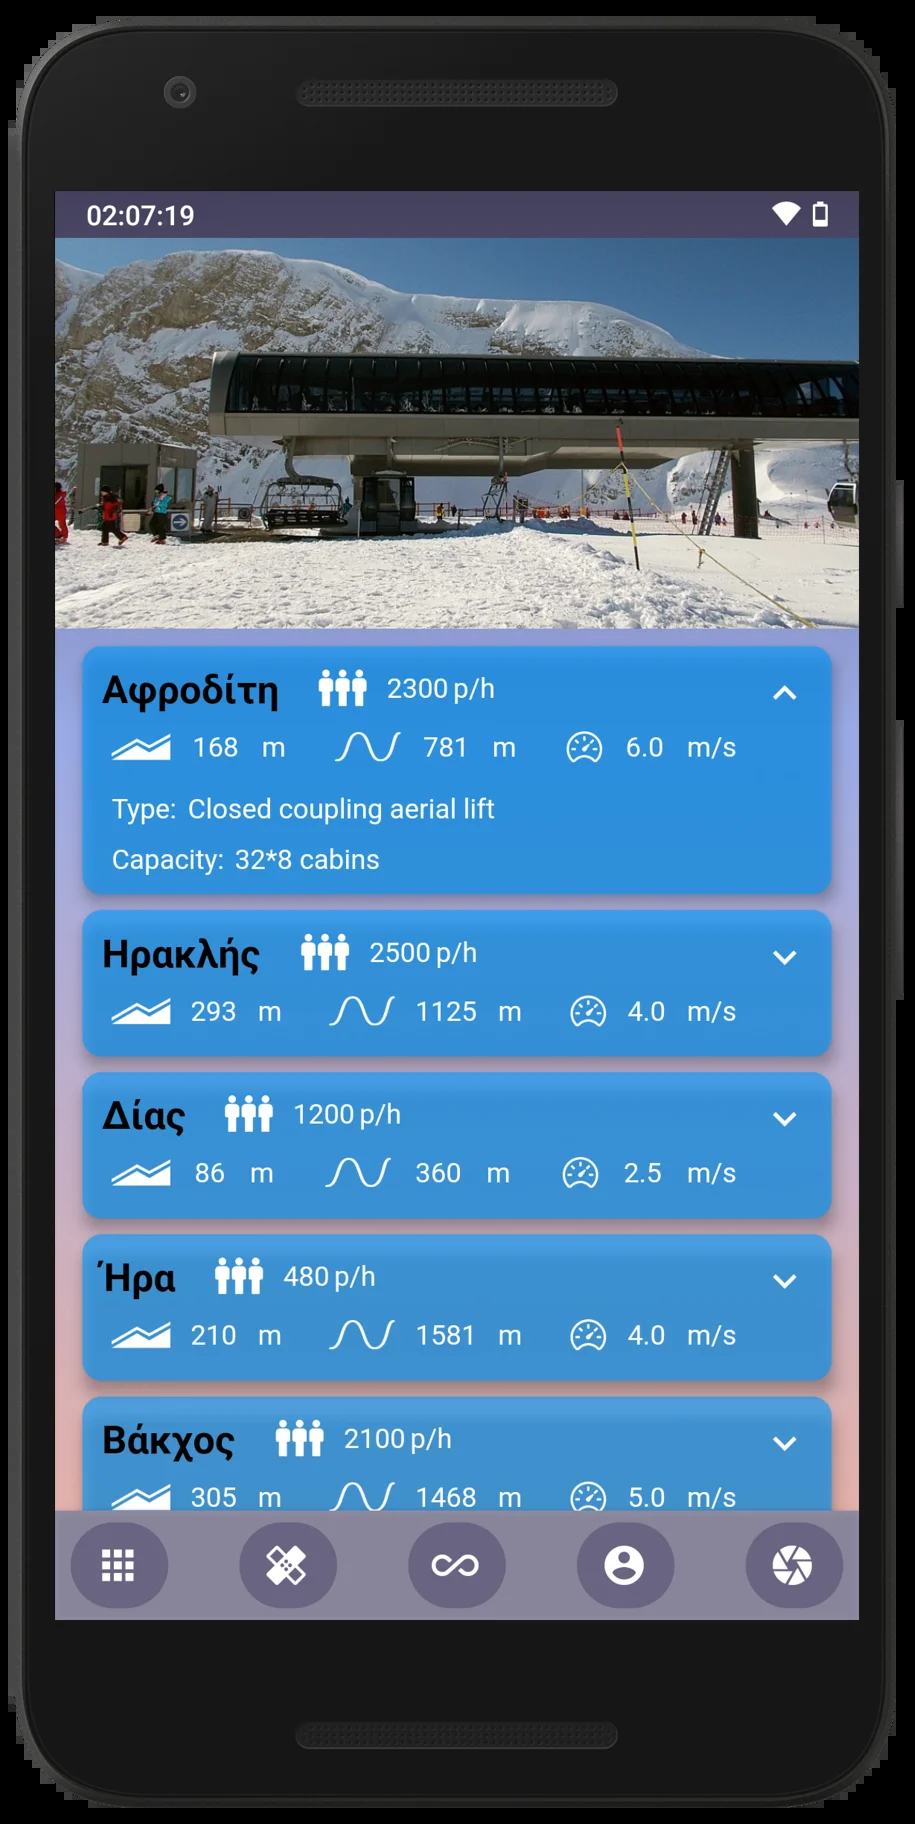 02:07:19
Αφροδίτη 2300 p/h
168 m 781 m 6.0 m/s
Type: Closed coupling aerial lift
Capacity: 32*8 cabins
Ηρακλής 2500 p/h
293 m 1125 m 4.0 m/s
Δίας 1200 p/h
86 m 360 m 2.5 m/s
Ήρα 480 p/h
210 m 1581 m 4.0 m/s
Βάκχος 2100 p/h
305 m 1468 m 5.0 m/s